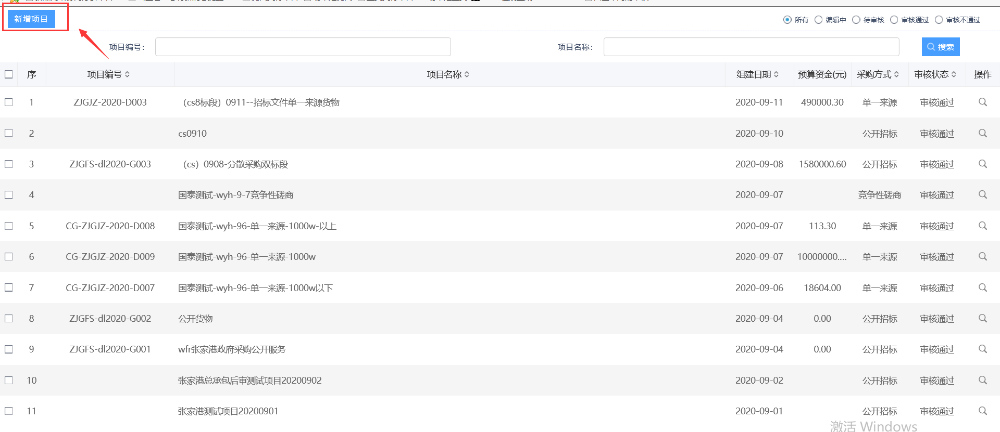 新增项目
所有 编辑中 待审核 审核通过 审核不通过
项目编号： 项目名称： 搜索
序 项目编号 项目名称 组建日期 预算资金(元) 采购方式 审核状态 操作
1 ZJGJZ-2020-D003 （cs8标段）0911--招标文件单一来源货物 2020-09-11 490000.30 单一来源 审核通过
2 cs0910 2020-09-10 公开招标 审核通过
3 ZJGFS-dl2020-G003 （cs）0908-分散采购双标段 2020-09-08 1580000.60 公开招标 审核通过
4 国泰测试-wyh-9-7竞争性磋商 2020-09-07 竞争性磋商 审核通过
5 CG-ZJGJZ-2020-D008 国泰测试-wyh-96-单一来源-1000w-以上 2020-09-07 113.30 单一来源 审核通过
6 CG-ZJGJZ-2020-D009 国泰测试-wyh-96-单一来源-1000w 2020-09-07 10000000.... 单一来源 审核通过
7 CG-ZJGJZ-2020-D007 国泰测试-wyh-96-单一来源-1000w以下 2020-09-06 18604.00 单一来源 审核通过
8 ZJGFS-dl2020-G002 公开货物 2020-09-04 0.00 公开招标 审核通过
9 ZJGFS-dl2020-G001 wfr张家港政府采购公开服务 2020-09-04 0.00 公开招标 审核通过
10 张家港总承包后审测试项目20200902 2020-09-02 公开招标 审核通过
11 张家港测试项目20200901 2020-09-01 公开招标 审核通过
激活 Windows